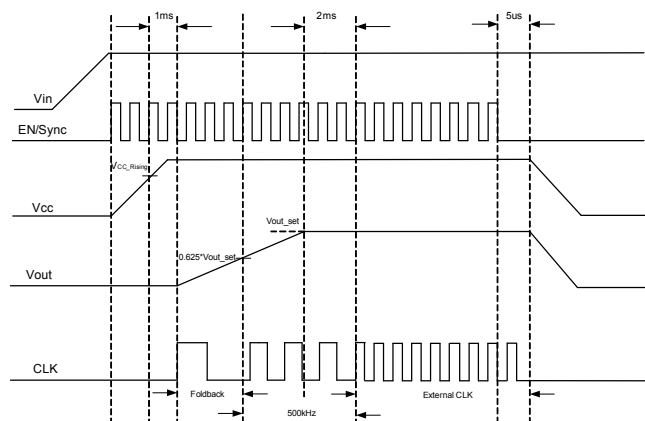 1ms
2ms
5us
Vin
EN/Sync
VCC_Rising
Vcc
Vout_set
0.625*Vout_set
Vout
CLK
Foldback
External CLK
500kHz